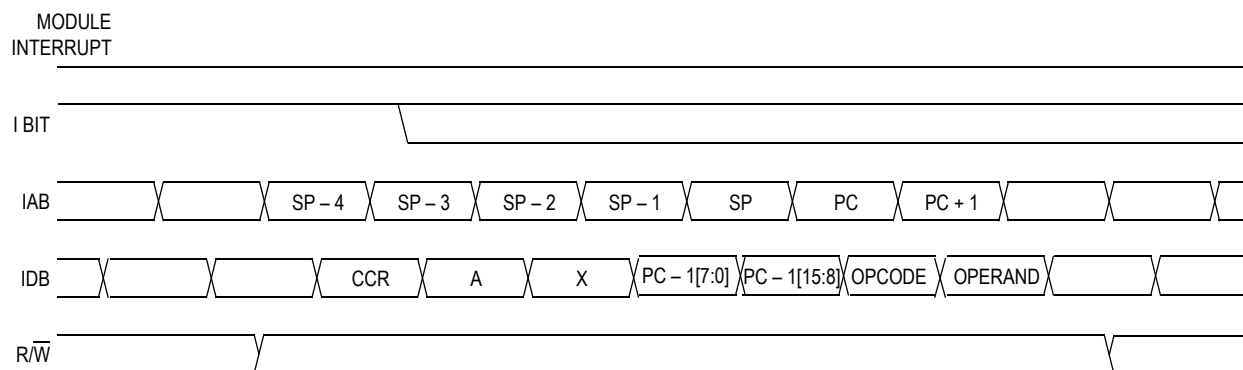 MODULE
INTERRUPT
I BIT
IAB SP – 4 SP – 3 SP – 2 SP – 1 SP PC PC + 1
IDB CCR A X PC – 1[7:0] PC – 1[15:8] OPCODE OPERAND
R/W̅